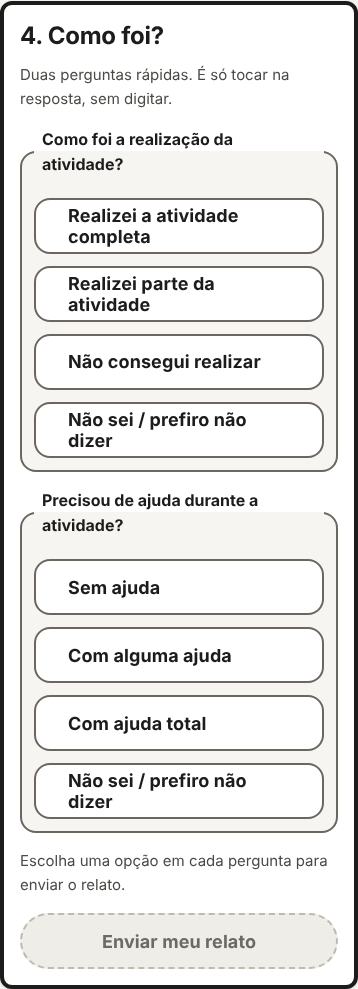 4. Como foi?
Duas perguntas rápidas. É só tocar na
resposta, sem digitar.
Como foi a realização da
atividade?
Realizei a atividade
completa
Realizei parte da
atividade
Não consegui realizar
Não sei / prefiro não
dizer
Precisou de ajuda durante a
atividade?
Sem ajuda
Com alguma ajuda
Com ajuda total
Não sei / prefiro não
dizer
Escolha uma opção em cada pergunta para
enviar o relato.
Enviar meu relato